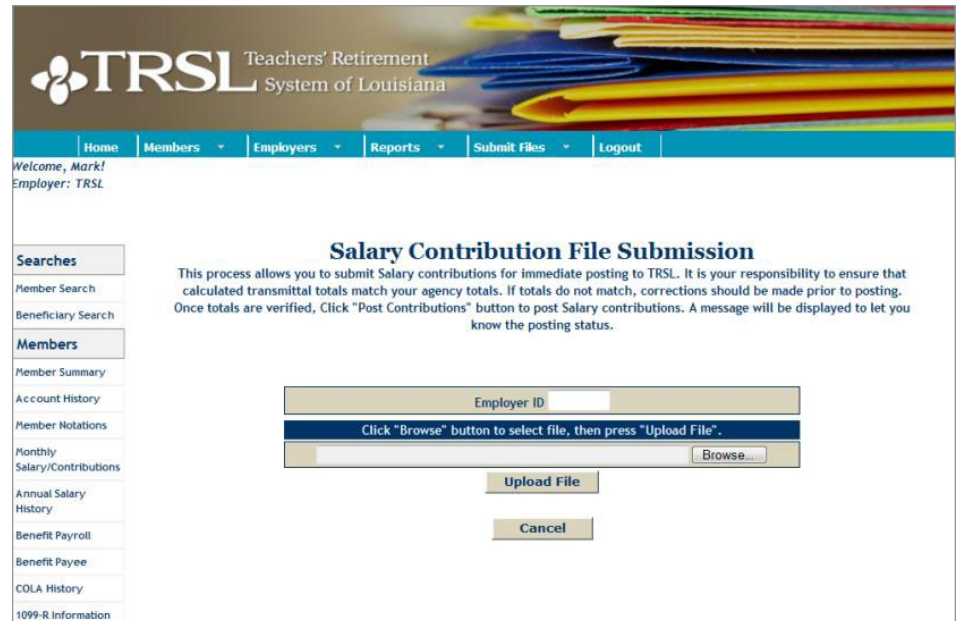 TRSL Teachers' Retirement
System of Louisiana
Home Members Employers Reports Submit Files Logout
Welcome, Mark!
Employer: TRSL
Searches
Member Search
Beneficiary Search
Members
Member Summary
Account History
Member Notations
Monthly
Salary/Contributions
Annual Salary
History
Benefit Payroll
Benefit Payee
COLA History
1099-R Information
Salary Contribution File Submission
This process allows you to submit Salary contributions for immediate posting to TRSL. It is your responsibility to ensure that
calculated transmittal totals match your agency totals. If totals do not match, corrections should be made prior to posting.
Once totals are verified, Click "Post Contributions" button to post Salary contributions. A message will be displayed to let you
know the posting status.
Employer ID
Click "Browse" button to select file, then press "Upload File".
Browse...
Upload File
Cancel